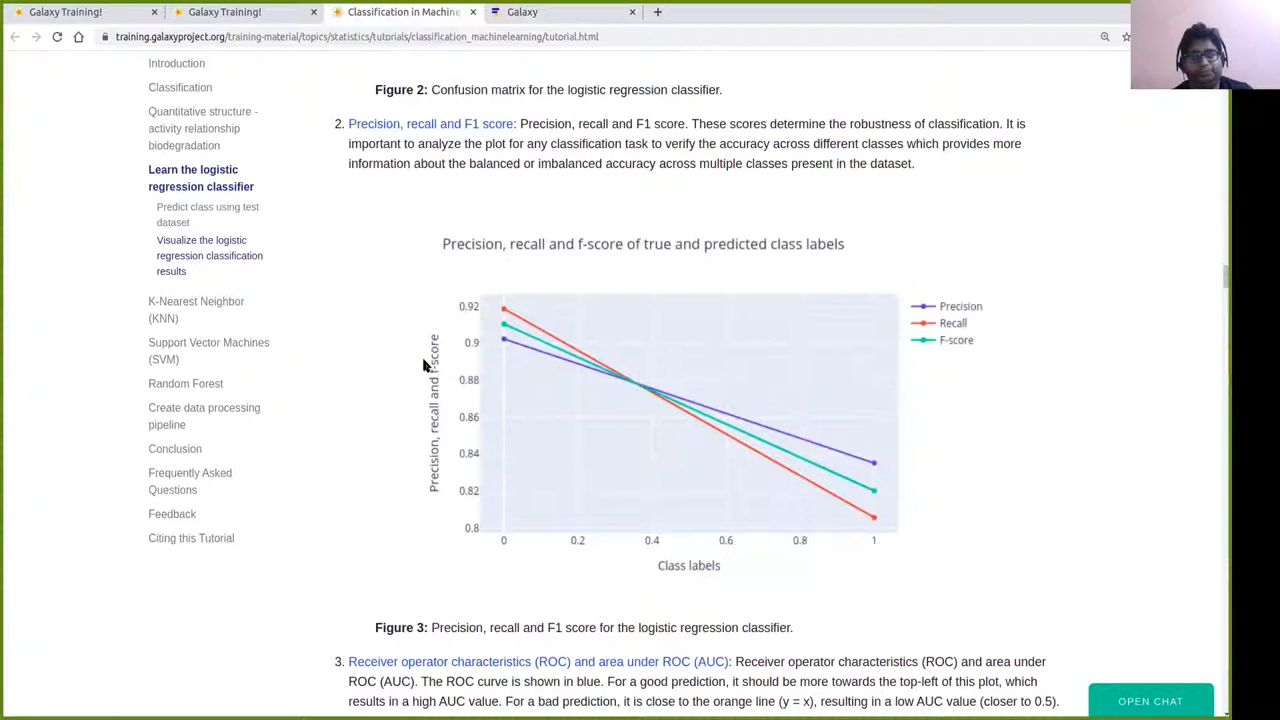 Galaxy Training!
Galaxy Training!
Classification in Machine
Galaxy
training.galaxyproject.org/training-material/topics/statistics/tutorials/classification_machinelearning/tutorial.html
Introduction
Classification
Quantitative structure -
activity relationship
biodegradation
Learn the logistic
regression classifier
Predict class using test
dataset
Visualize the logistic
regression classification
results
K-Nearest Neighbor
(KNN)
Support Vector Machines
(SVM)
Random Forest
Create data processing
pipeline
Conclusion
Frequently Asked
Questions
Feedback
Citing this Tutorial
Figure 2: Confusion matrix for the logistic regression classifier.
2. Precision, recall and F1 score: Precision, recall and F1 score. These scores determine the robustness of classification. It is
important to analyze the plot for any classification task to verify the accuracy across different classes which provides more
information about the balanced or imbalanced accuracy across multiple classes present in the dataset.
Precision, recall and f-score of true and predicted class labels
Precision, recall and f-score
0.92
0.9
0.88
0.86
0.84
0.82
0.8
0 0.2 0.4 0.6 0.8 1
Class labels
Precision
Recall
F-score
Figure 3: Precision, recall and F1 score for the logistic regression classifier.
3. Receiver operator characteristics (ROC) and area under ROC (AUC): Receiver operator characteristics (ROC) and area under
ROC (AUC). The ROC curve is shown in blue. For a good prediction, it should be more towards the top-left of this plot, which
results in a high AUC value. For a bad prediction, it is close to the orange line (y = x), resulting in a low AUC value (closer to 0.5).
OPEN CHAT